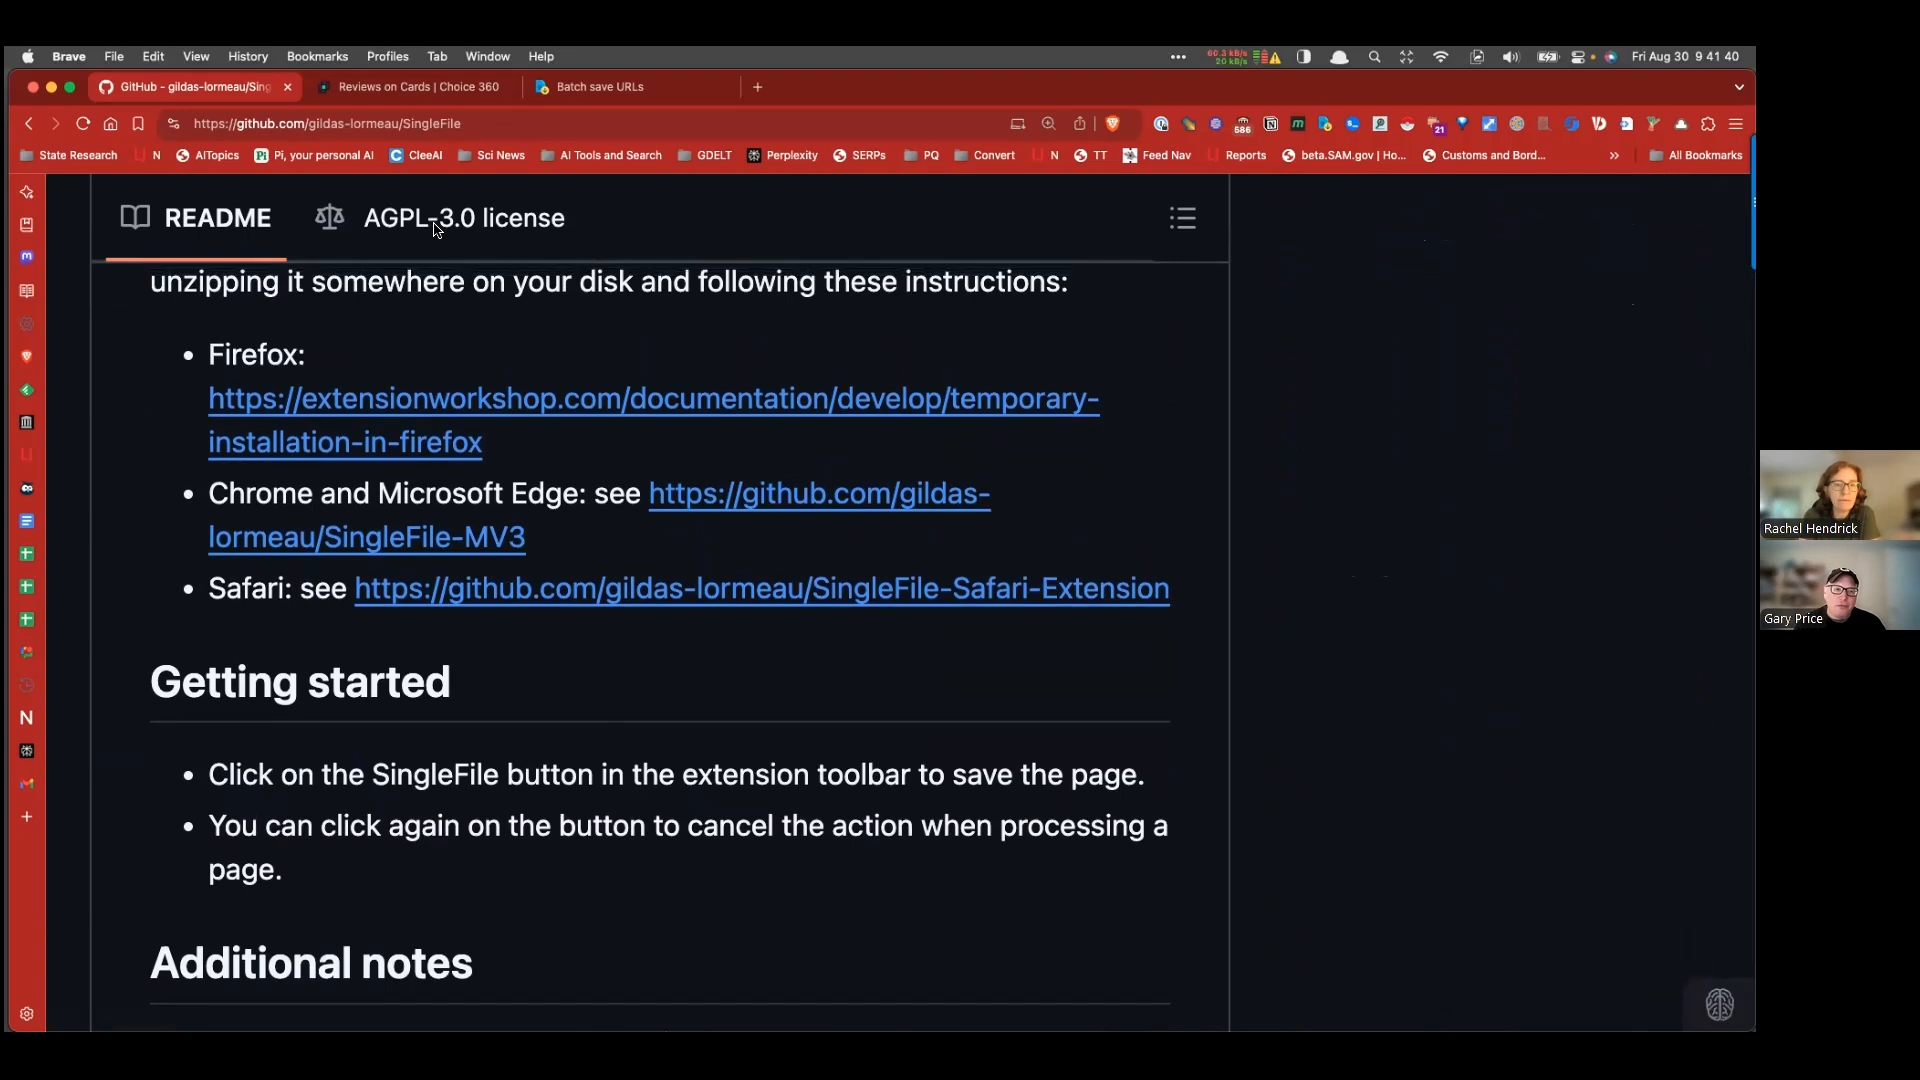 Brave File Edit View History Bookmarks Profiles Tab Window Help
60.3 kB/s
20 kB/s
Fri Aug 30 9 41 40
GitHub - gildas-lormeau/Sing
Reviews on Cards | Choice 360
Batch save URLs
https://github.com/gildas-lormeau/SingleFile
586
21
State Research
N
AITopics
Pi, your personal AI
CleeAI
Sci News
AI Tools and Search
GDELT
Perplexity
SERPs
PQ
Convert
N
TT
Feed Nav
Reports
beta.SAM.gov | Ho...
Customs and Bord...
All Bookmarks
README
AGPL-3.0 license
unzipping it somewhere on your disk and following these instructions:
• Firefox:
https://extensionworkshop.com/documentation/develop/temporary-
installation-in-firefox
• Chrome and Microsoft Edge: see https://github.com/gildas-
lormeau/SingleFile-MV3
• Safari: see https://github.com/gildas-lormeau/SingleFile-Safari-Extension
Getting started
• Click on the SingleFile button in the extension toolbar to save the page.
• You can click again on the button to cancel the action when processing a
page.
Additional notes
Rachel Hendrick
Gary Price